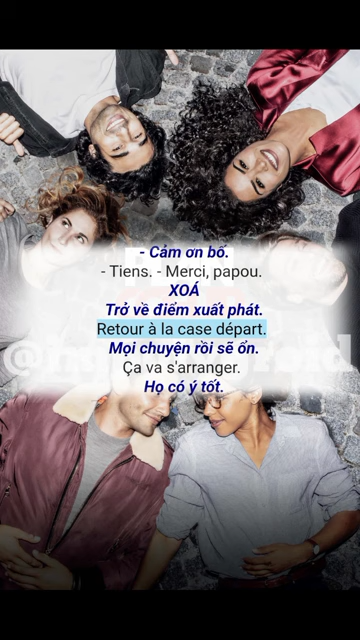 - Cảm ơn bố.
- Tiens. - Merci, papou.
XOÁ
Trở về điểm xuất phát.
Retour à la case départ.
Mọi chuyện rồi sẽ ổn.
Ça va s'arranger.
Họ có ý tốt.